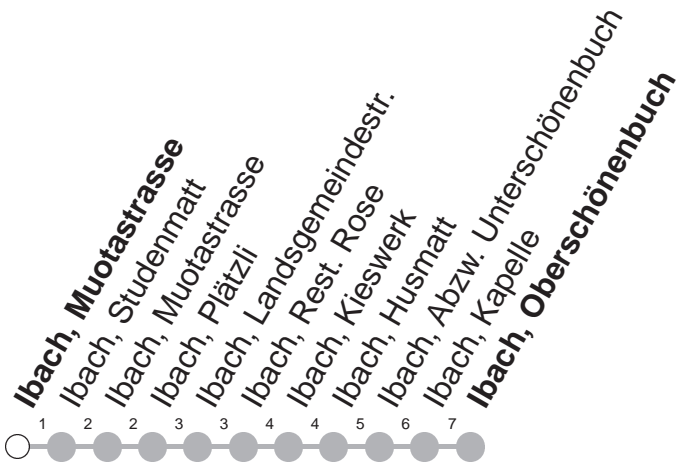 Ibach, Muotastrasse
Ibach, Studenmatt
Ibach, Muotastrasse
Ibach, Plätzli
Ibach, Landsgemeindestr.
Ibach, Rest. Rose
Ibach, Kieswerk
Ibach, Husmatt
Ibach, Abzw. Unterschönenbuch
Ibach, Kapelle
Ibach, Oberschönenbuch
1 2 2 3 3 4 4 5 6 7